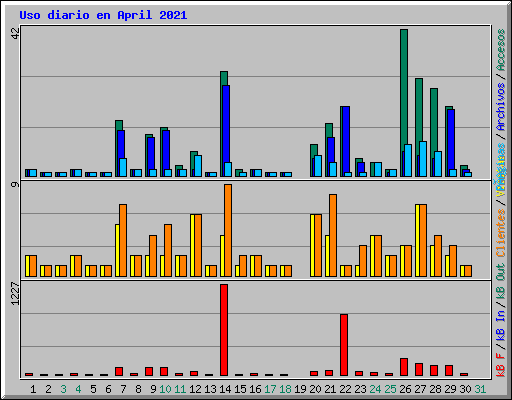 Uso diario en April 2021
42
9
1227
Páginas / Archivos / Accesos
Clientes /
kB F / kB In / kB Out
1 2 3 4 5 6 7 8 9 10 11 12 13 14 15 16 17 18 19 20 21 22 23 24 25 26 27 28 29 30 31